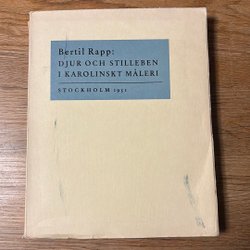 Bertil Rapp:
DJUR OCH STILLEBEN
I KAROLINSKT MÅLERI
STOCKHOLM 1951